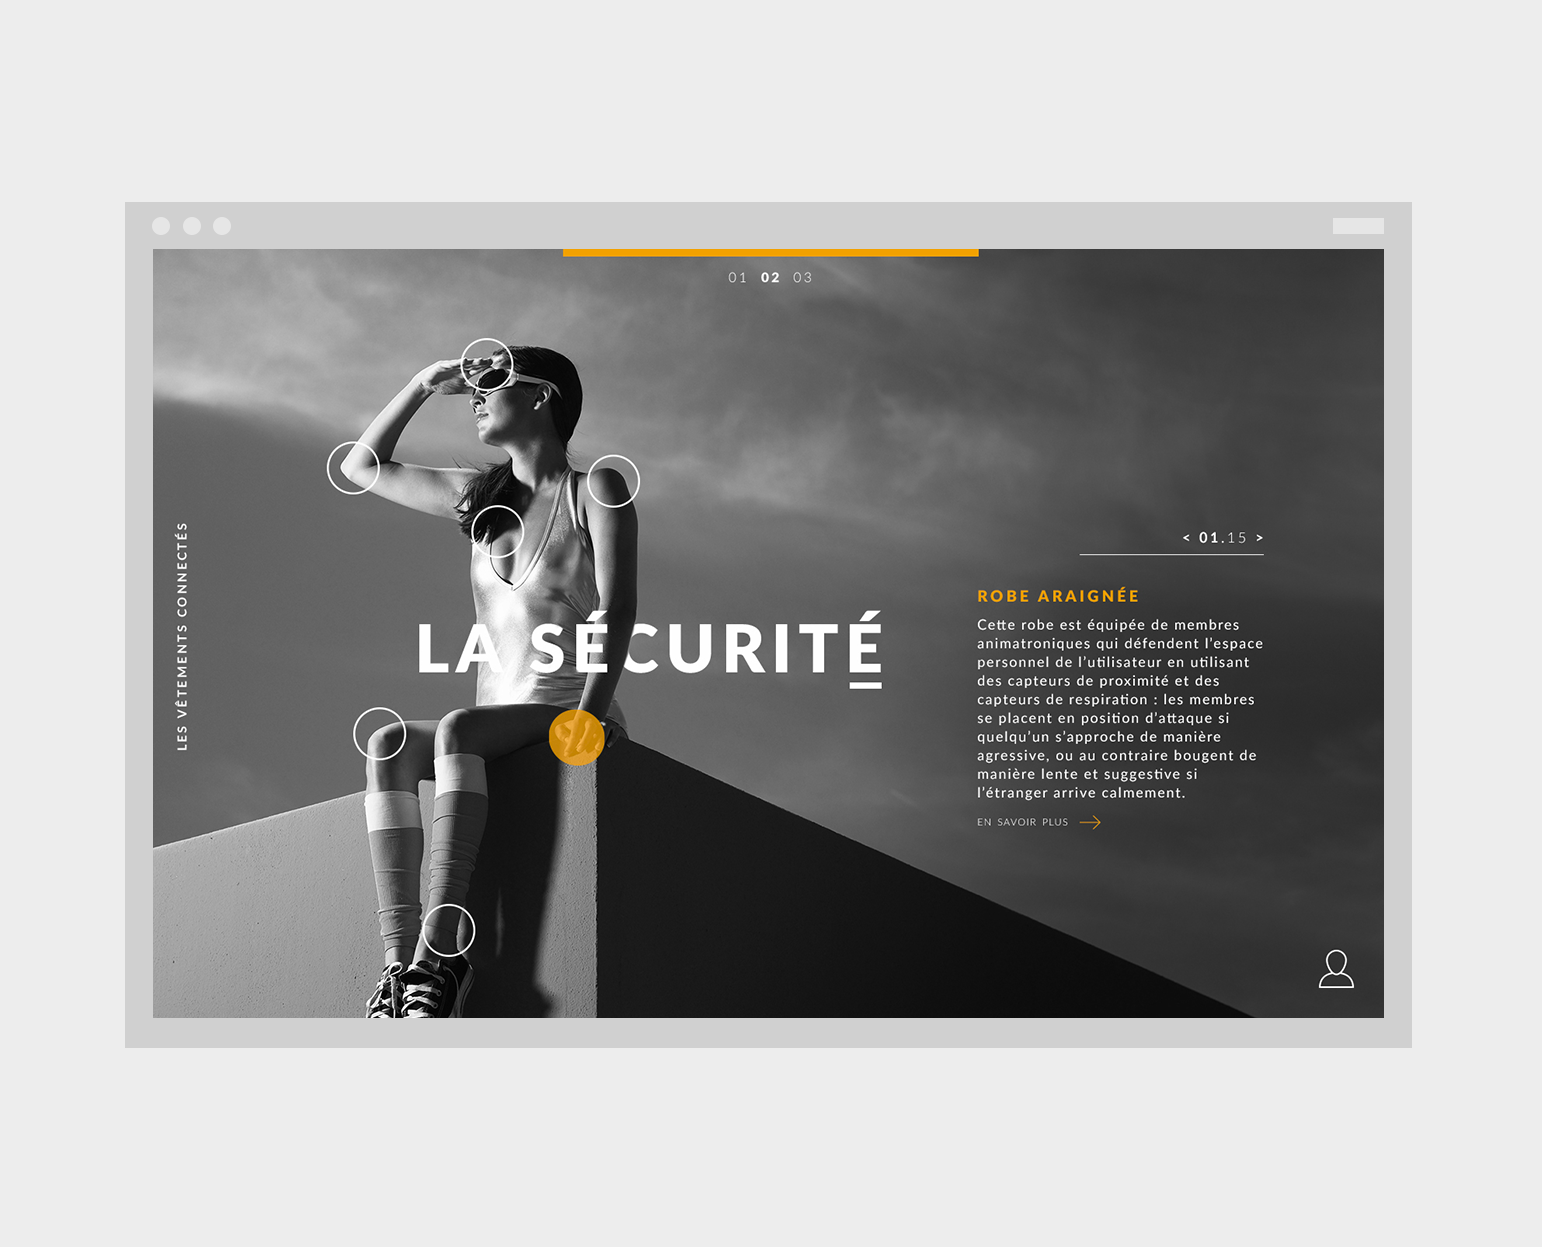 01 02 03
LES VÊTEMENTS CONNECTÉS
LA SÉCURITÉ
< 01.15 >
ROBE ARAIGNÉE
Cette robe est équipée de membres
animatroniques qui défendent l'espace
personnel de l'utilisateur en utilisant
des capteurs de proximité et des
capteurs de respiration : les membres
se placent en position d'attaque si
quelqu'un s'approche de manière
agressive, ou au contraire bougent de
manière lente et suggestive si
l'étranger arrive calmement.
EN SAVOIR PLUS